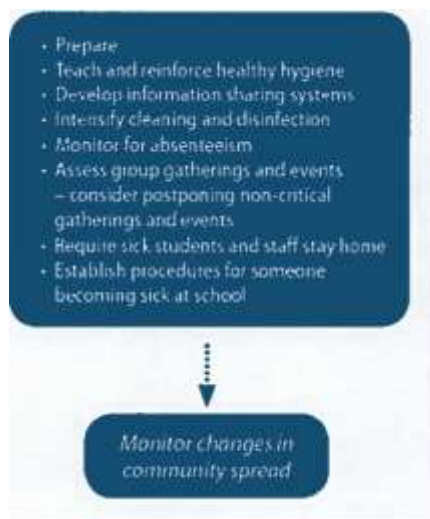 • Prepare
• Teach and reinforce healthy hygiene
• Develop information sharing systems
• Intensify cleaning and disinfection
• Monitor for absenteeism
• Assess group gatherings and events
– consider postponing non-critical
gatherings and events
• Require sick students and staff stay home
• Establish procedures for someone
becoming sick at school
Monitor changes in
community spread